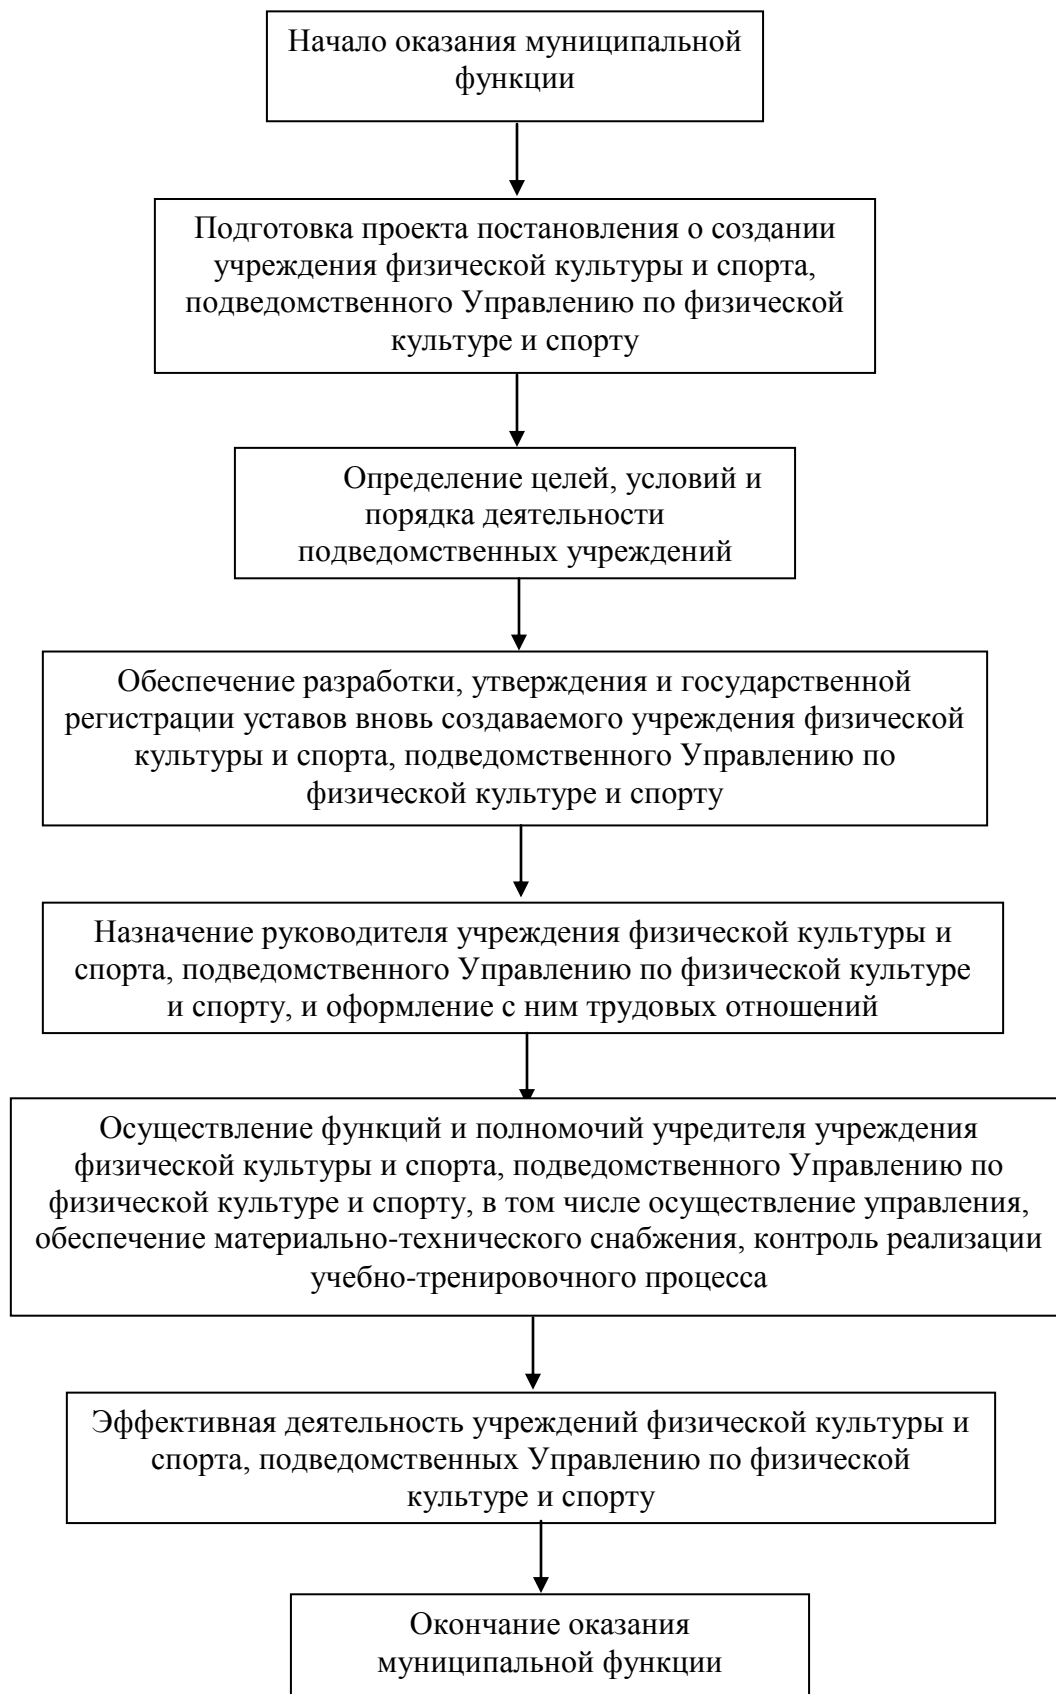 Начало оказания муниципальной
функции
Подготовка проекта постановления о создании
учреждения физической культуры и спорта,
подведомственного Управлению по физической
культуре и спорту
Определение целей, условий и
порядка деятельности
подведомственных учреждений
Обеспечение разработки, утверждения и государственной
регистрации уставов вновь создаваемого учреждения физической
культуры и спорта, подведомственного Управлению по
физической культуре и спорту
Назначение руководителя учреждения физической культуры и
спорта, подведомственного Управлению по физической культуре
и спорту, и оформление с ним трудовых отношений
Осуществление функций и полномочий учредителя учреждения
физической культуры и спорта, подведомственного Управлению по
физической культуре и спорту, в том числе осуществление управления,
обеспечение материально-технического снабжения, контроль реализации
учебно-тренировочного процесса
Эффективная деятельность учреждений физической культуры и
спорта, подведомственных Управлению по физической
культуре и спорту
Окончание оказания
муниципальной функции